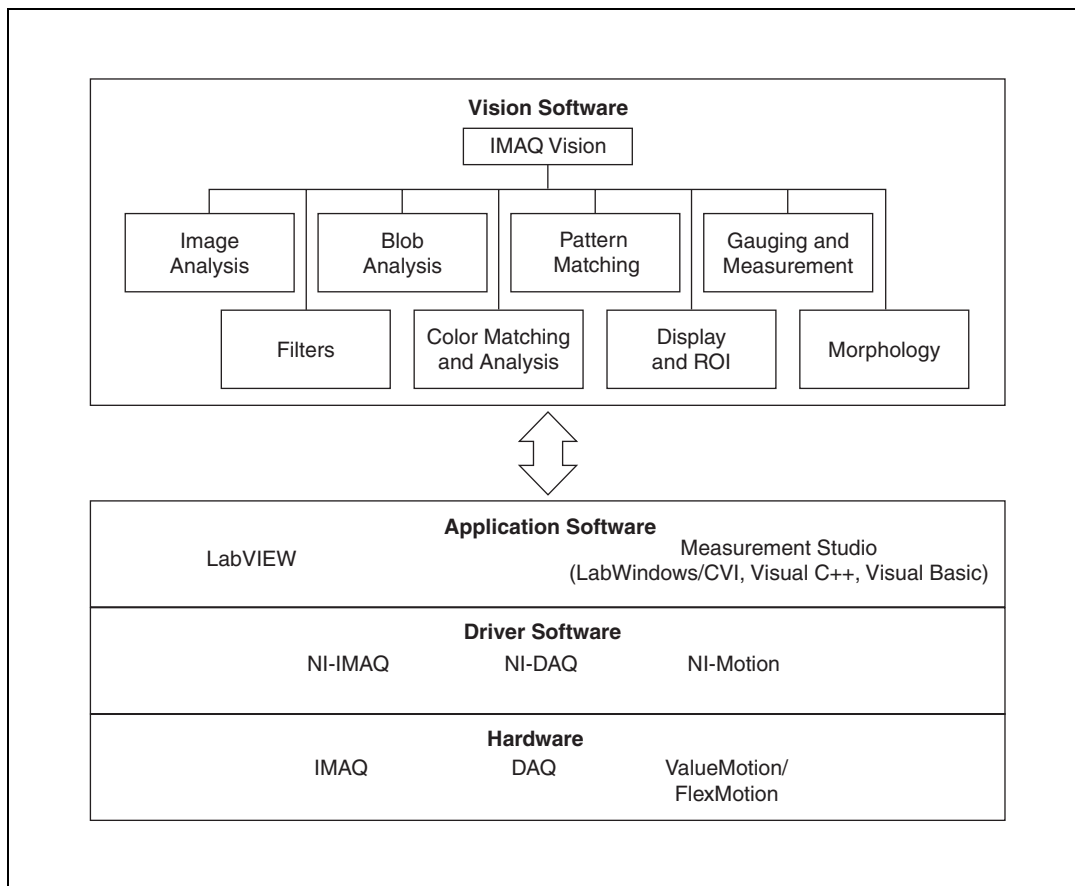 Vision Software
IMAQ Vision
Image
Analysis
Blob
Analysis
Pattern
Matching
Gauging and
Measurement
Filters
Color Matching
and Analysis
Display
and ROI
Morphology
Application Software
LabVIEW
Measurement Studio
(LabWindows/CVI, Visual C++, Visual Basic)
Driver Software
NI-IMAQ NI-DAQ NI-Motion
Hardware
IMAQ DAQ ValueMotion/
FlexMotion